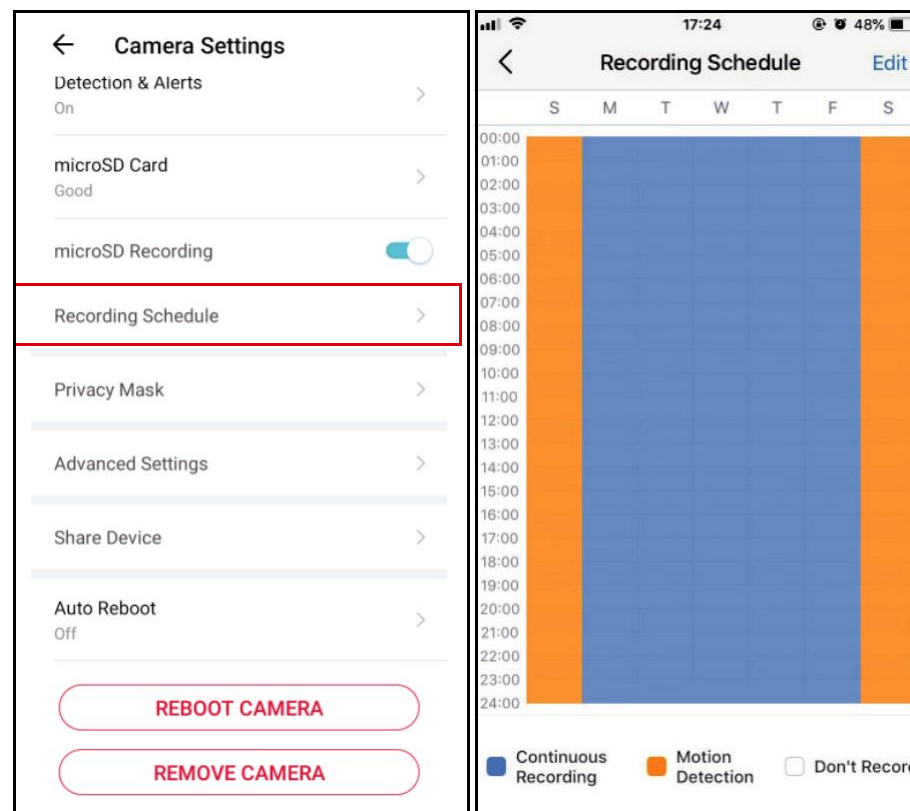 Camera Settings
Detection & Alerts
On
microSD Card
Good
microSD Recording
Recording Schedule
Privacy Mask
Advanced Settings
Share Device
Auto Reboot
Off
REBOOT CAMERA
REMOVE CAMERA
17:24
48%
Recording Schedule
Edit
S M T W T F S
00:00
01:00
02:00
03:00
04:00
05:00
06:00
07:00
08:00
09:00
10:00
11:00
12:00
13:00
14:00
15:00
16:00
17:00
18:00
19:00
20:00
21:00
22:00
23:00
24:00
Continuous
Recording
Motion
Detection
Don't Recor